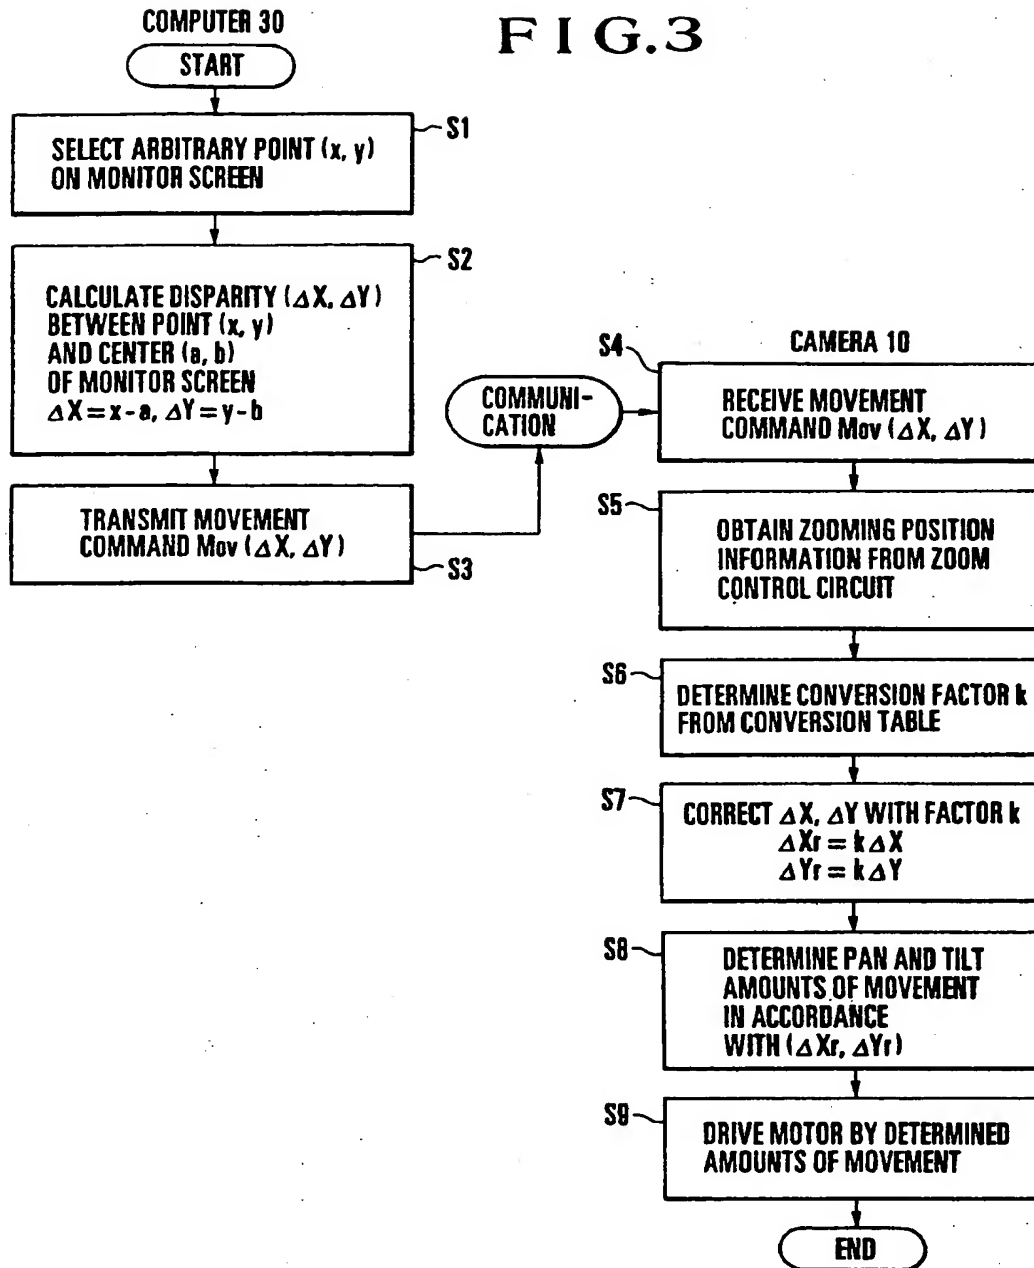 FIG.3
COMPUTER 30
START
S1
SELECT ARBITRARY POINT (x, y)
ON MONITOR SCREEN
S2
CALCULATE DISPARITY (ΔX, ΔY)
BETWEEN POINT (x, y)
AND CENTER (a, b)
OF MONITOR SCREEN
ΔX=x-a, ΔY=y-b
TRANSMIT MOVEMENT
COMMAND Mov (ΔX, ΔY)
S3
COMMUNI-
CATION
CAMERA 10
S4
RECEIVE MOVEMENT
COMMAND Mov (ΔX, ΔY)
S5
OBTAIN ZOOMING POSITION
INFORMATION FROM ZOOM
CONTROL CIRCUIT
S6
DETERMINE CONVERSION FACTOR k
FROM CONVERSION TABLE
S7
CORRECT ΔX, ΔY WITH FACTOR k
ΔXr = kΔX
ΔYr = kΔY
S8
DETERMINE PAN AND TILT
AMOUNTS OF MOVEMENT
IN ACCORDANCE
WITH (ΔXr, ΔYr)
S9
DRIVE MOTOR BY DETERMINED
AMOUNTS OF MOVEMENT
END